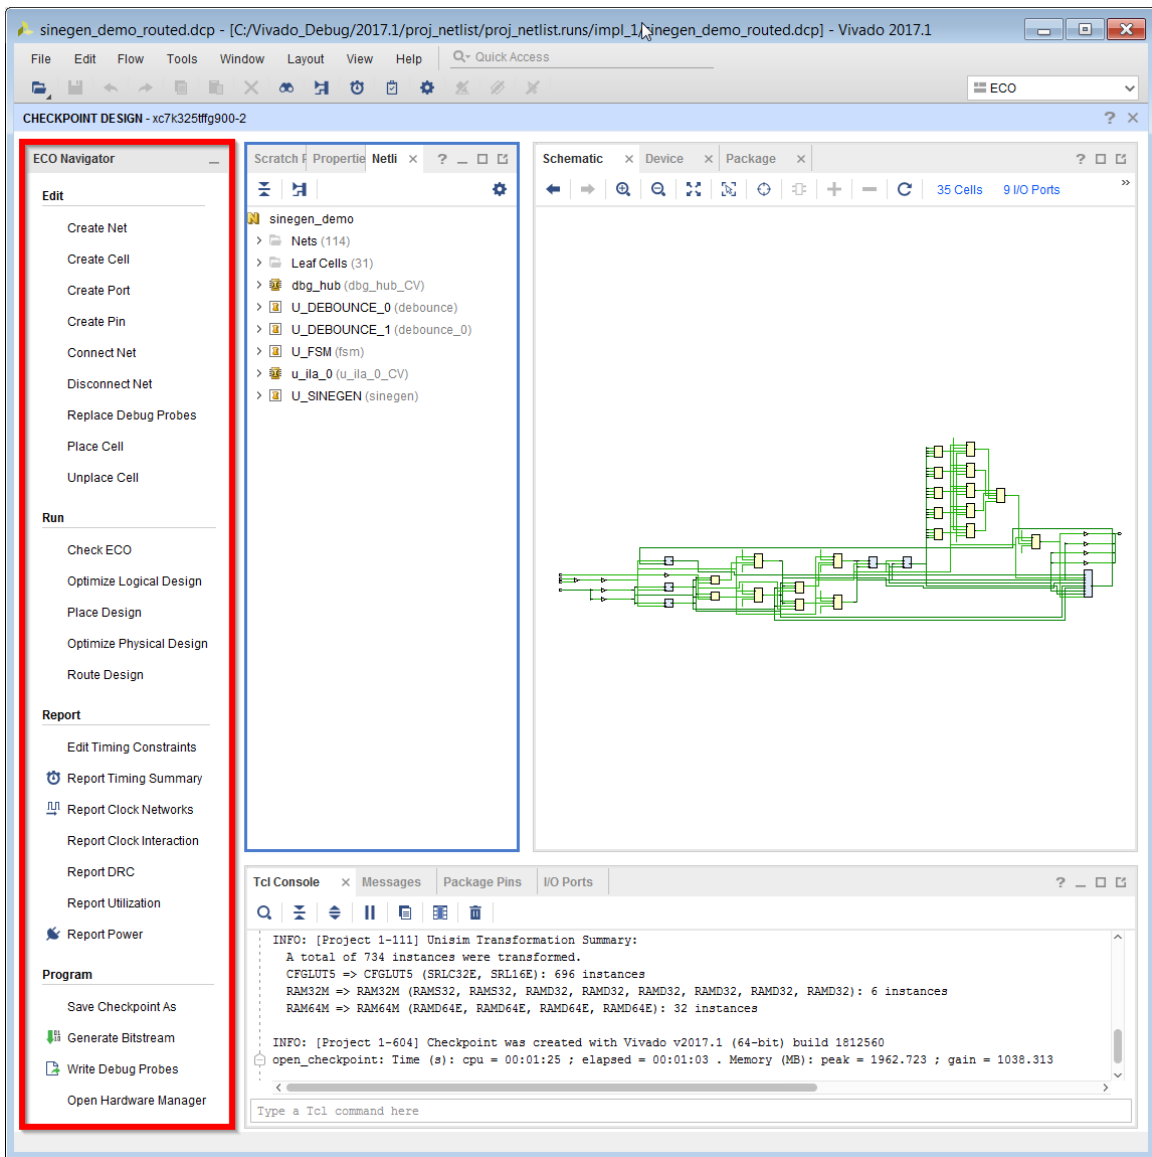 sinegen_demo_routed.dcp - [C:/Vivado_Debug/2017.1/proj_netlist/proj_netlist.runs/impl_1/sinegen_demo_routed.dcp] - Vivado 2017.1
File Edit Flow Tools Window Layout View Help Quick Access
ECO
CHECKPOINT DESIGN - xc7k325tffg900-2
ECO Navigator
Edit
Create Net
Create Cell
Create Port
Create Pin
Connect Net
Disconnect Net
Replace Debug Probes
Place Cell
Unplace Cell
Run
Check ECO
Optimize Logical Design
Place Design
Optimize Physical Design
Route Design
Report
Edit Timing Constraints
Report Timing Summary
Report Clock Networks
Report Clock Interaction
Report DRC
Report Utilization
Report Power
Program
Save Checkpoint As
Generate Bitstream
Write Debug Probes
Open Hardware Manager
Scratch Propertie Netli
sinegen_demo
Nets (114)
Leaf Cells (31)
dbg_hub (dbg_hub_CV)
U_DEBOUNCE_0 (debounce)
U_DEBOUNCE_1 (debounce_0)
U_FSM (fsm)
u_ila_0 (u_ila_0_CV)
U_SINEGEN (sinegen)
Schematic Device Package
35 Cells 9 I/O Ports
Tcl Console Messages Package Pins I/O Ports
INFO: [Project 1-111] Unisim Transformation Summary:
A total of 734 instances were transformed.
CFGLUT5 => CFGLUT5 (SRLC32E, SRL16E): 696 instances
RAM32M => RAM32M (RAMS32, RAMS32, RAMD32, RAMD32, RAMD32, RAMD32, RAMD32, RAMD32): 6 instances
RAM64M => RAM64M (RAMD64E, RAMD64E, RAMD64E, RAMD64E): 32 instances
INFO: [Project 1-604] Checkpoint was created with Vivado v2017.1 (64-bit) build 1812560
open_checkpoint: Time (s): cpu = 00:01:25 ; elapsed = 00:01:03 . Memory (MB): peak = 1962.723 ; gain = 1038.313
Type a Tcl command here